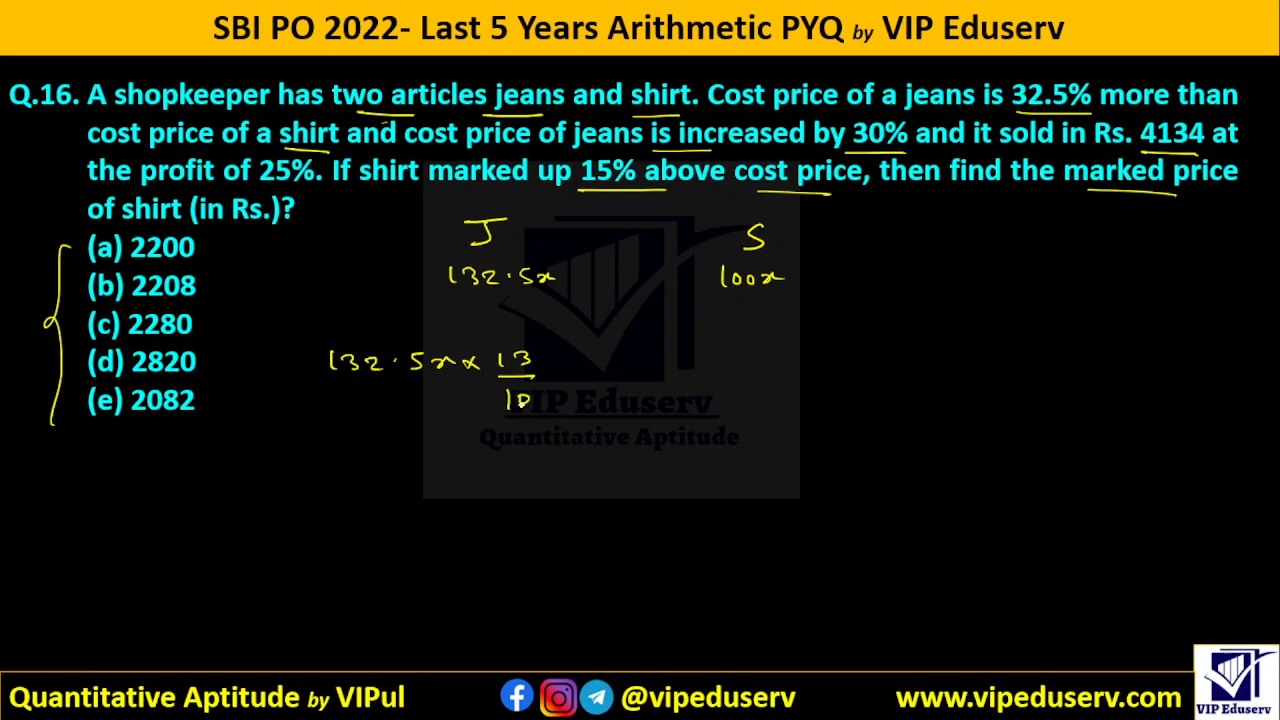 SBI PO 2022- Last 5 Years Arithmetic PYQ by VIP Eduserv
Q.16. A shopkeeper has two articles jeans and shirt. Cost price of a jeans is 32.5% more than
cost price of a shirt and cost price of jeans is increased by 30% and it sold in Rs. 4134 at
the profit of 25%. If shirt marked up 15% above cost price, then find the marked price
of shirt (in Rs.)?
(a) 2200
(b) 2208
(c) 2280
(d) 2820
(e) 2082
J S
132.5x 100x
132.5x × 13
10
VIP Eduserv
Quantitative Aptitude
Quantitative Aptitude by VIPul
@vipeduserv
www.vipeduserv.com
VIP Eduserv